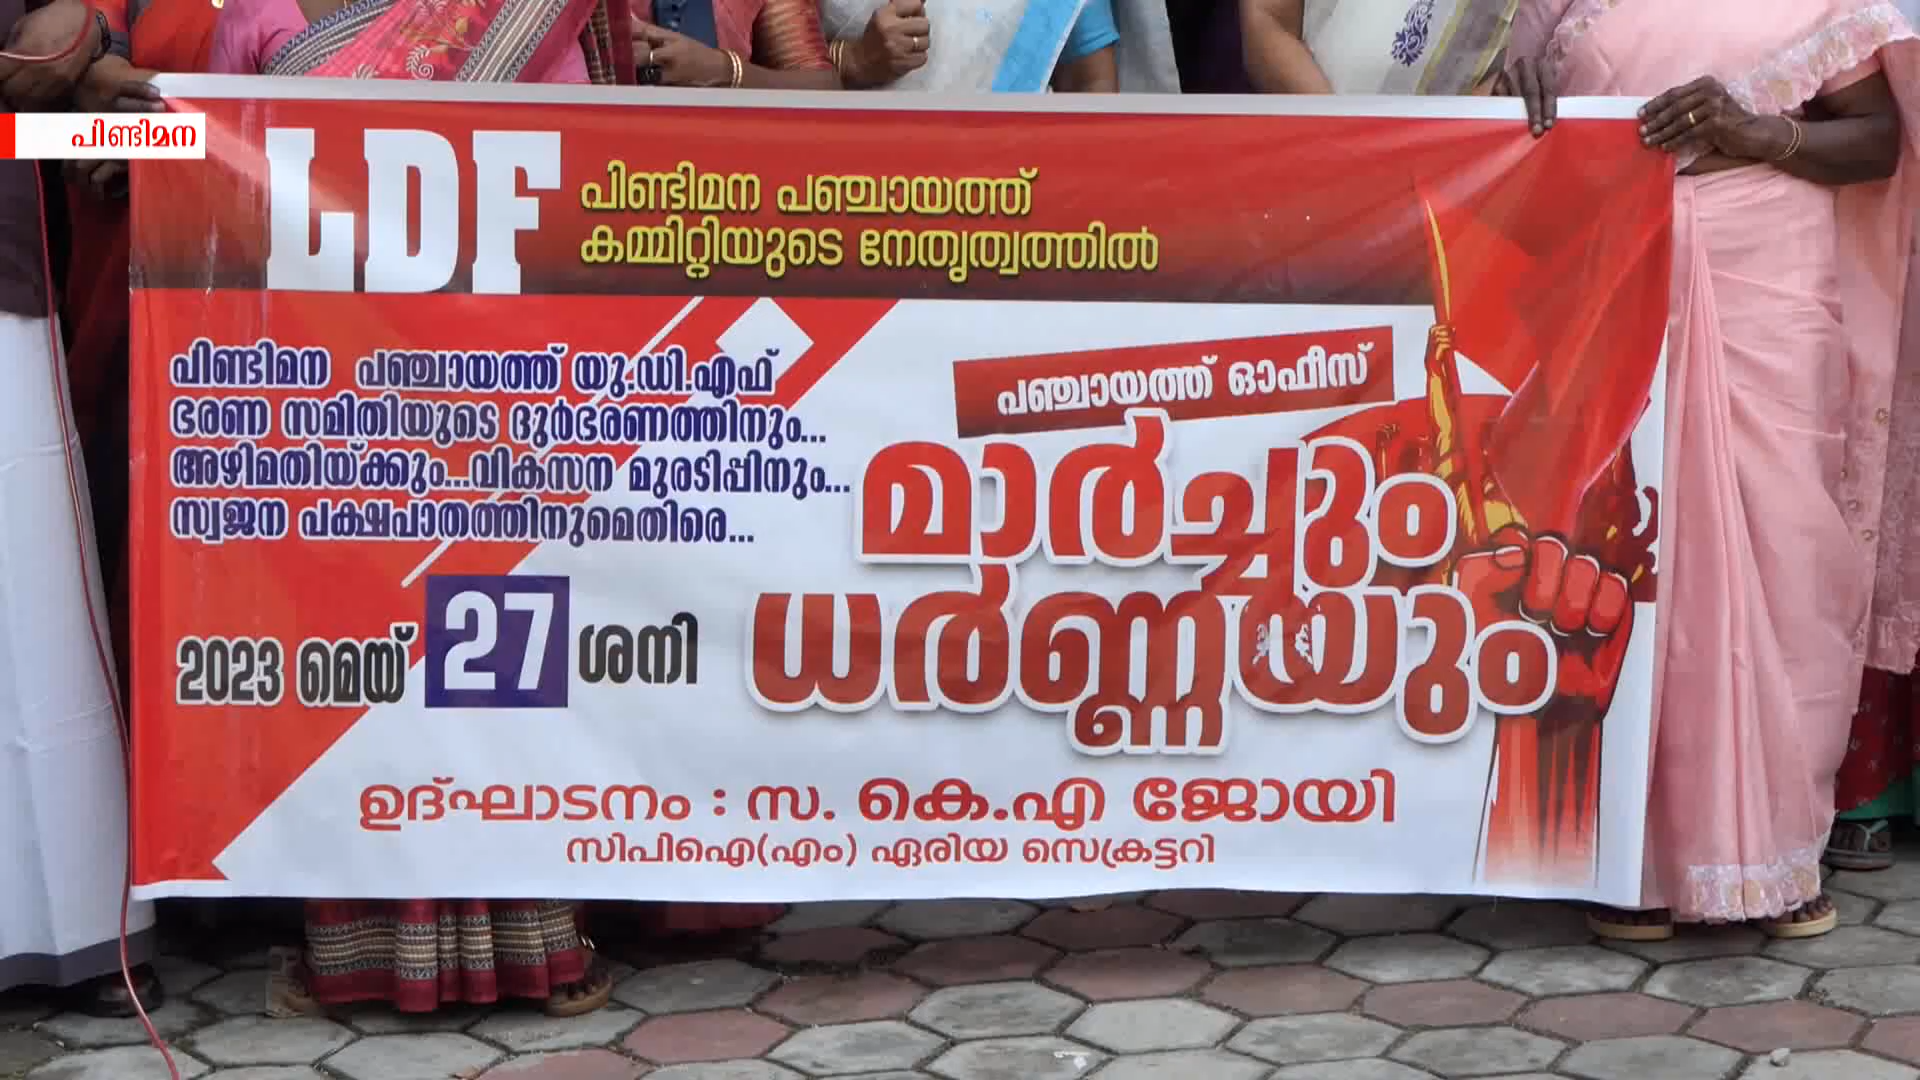 പിണ്ടിമന
LDF
പിണ്ടിമന പഞ്ചായത്ത്
കമ്മിറ്റിയുടെ നേതൃത്വത്തിൽ
പിണ്ടിമന പഞ്ചായത്ത് യു.ഡി.എഫ്
ഭരണ സമിതിയുടെ ദുർഭരണത്തിനും...
അഴിമതിയ്ക്കും...വികസന മുരടിപ്പിനും...
സ്വജന പക്ഷപാതത്തിനുമെതിരെ...
പഞ്ചായത്ത് ഓഫീസ്
മാർച്ചും
ധർണ്ണയും
2023 മെയ് 27 ശനി
ഉദ്ഘാടനം : സ. കെ.എ ജോയി
സിപിഐ(എം) ഏരിയ സെക്രട്ടറി